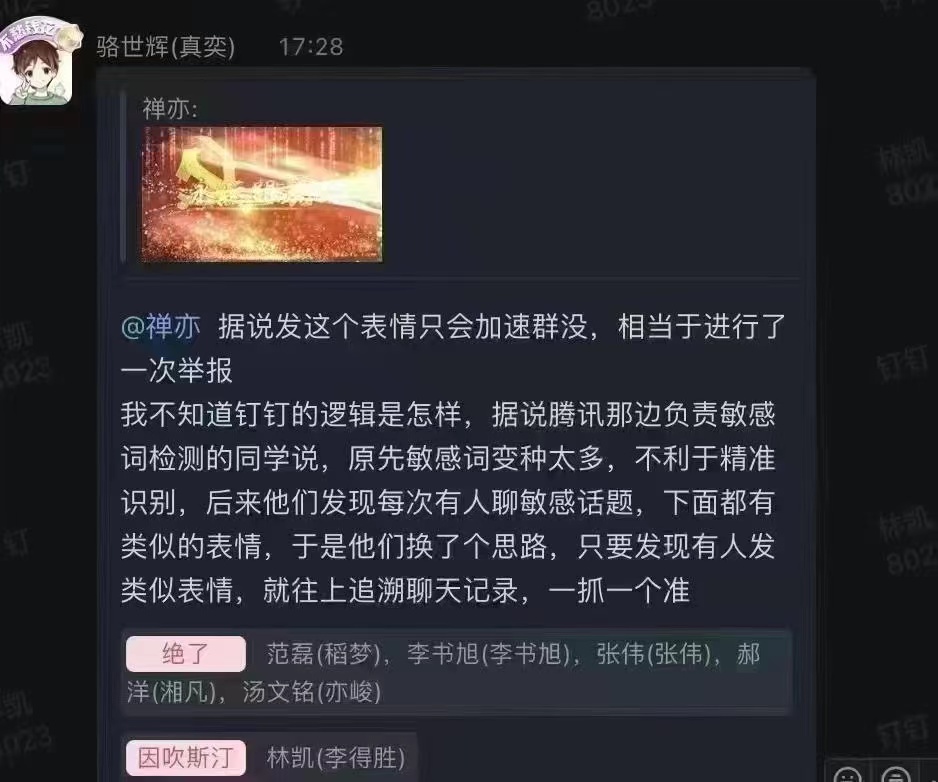 骆世辉(真奕) 17:28
禅亦:
@禅亦 据说发这个表情只会加速群没，相当于进行了
一次举报
我不知道钉钉的逻辑是怎样，据说腾讯那边负责敏感
词检测的同学说，原先敏感词变种太多，不利于精准
识别，后来他们发现每次有人聊敏感话题，下面都有
类似的表情，于是他们换了个思路，只要发现有人发
类似表情，就往上追溯聊天记录，一抓一个准
绝了 范磊(稻梦)，李书旭(李书旭)，张伟(张伟)，郝
洋(湘凡)，汤文铭(亦峻)
因吹斯汀 林凯(李得胜)
林凯
钉钉
林凯
钉钉